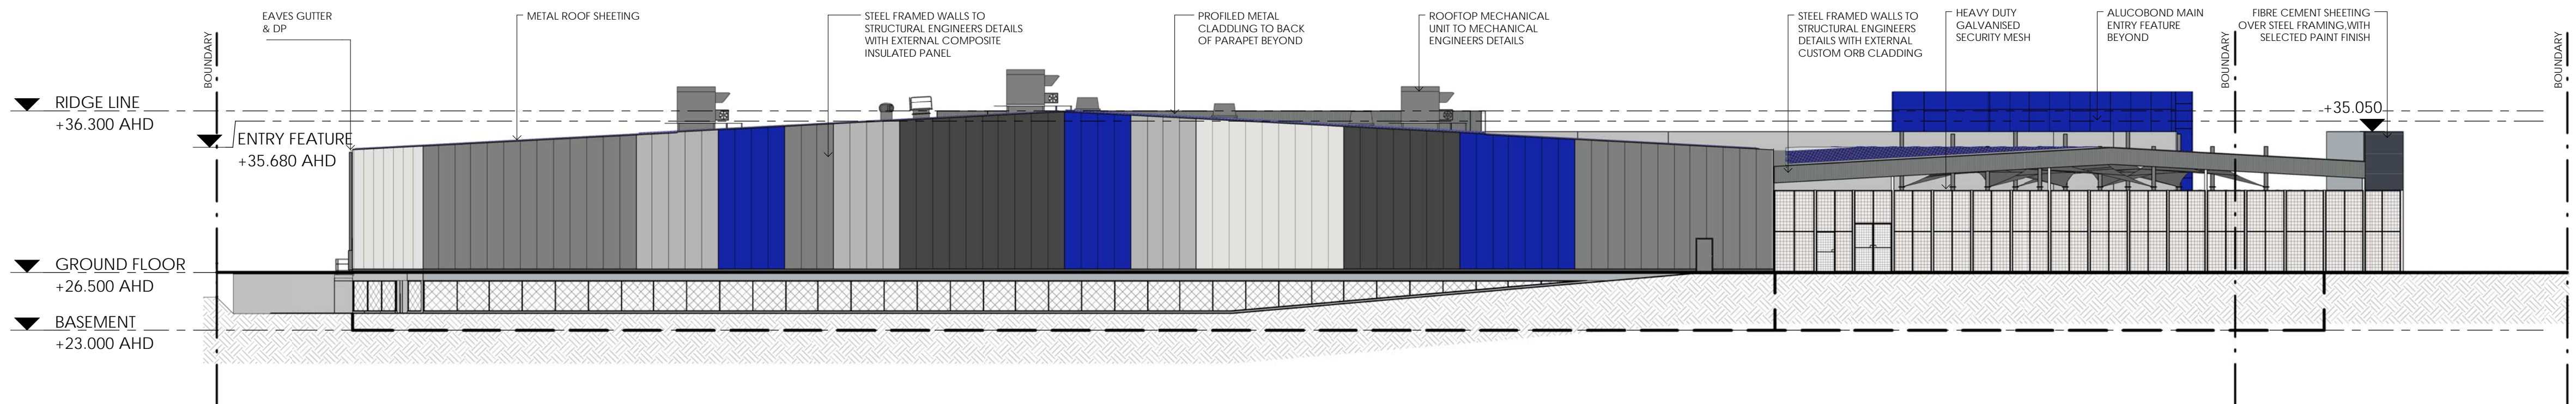 EAVES GUTTER
& DP
METAL ROOF SHEETING
STEEL FRAMED WALLS TO
STRUCTURAL ENGINEERS DETAILS
WITH EXTERNAL COMPOSITE
INSULATED PANEL
PROFILED METAL
CLADDLING TO BACK
OF PARAPET BEYOND
ROOFTOP MECHANICAL
UNIT TO MECHANICAL
ENGINEERS DETAILS
STEEL FRAMED WALLS TO
STRUCTURAL ENGINEERS
DETAILS WITH EXTERNAL
CUSTOM ORB CLADDING
HEAVY DUTY
GALVANISED
SECURITY MESH
ALUCOBOND MAIN
ENTRY FEATURE
BEYOND
FIBRE CEMENT SHEETING
OVER STEEL FRAMING,WITH
SELECTED PAINT FINISH
BOUNDARY
BOUNDARY
BOUNDARY
RIDGE LINE
+36.300 AHD
+35.050
ENTRY FEATURE
+35.680 AHD
GROUND FLOOR
+26.500 AHD
BASEMENT
+23.000 AHD